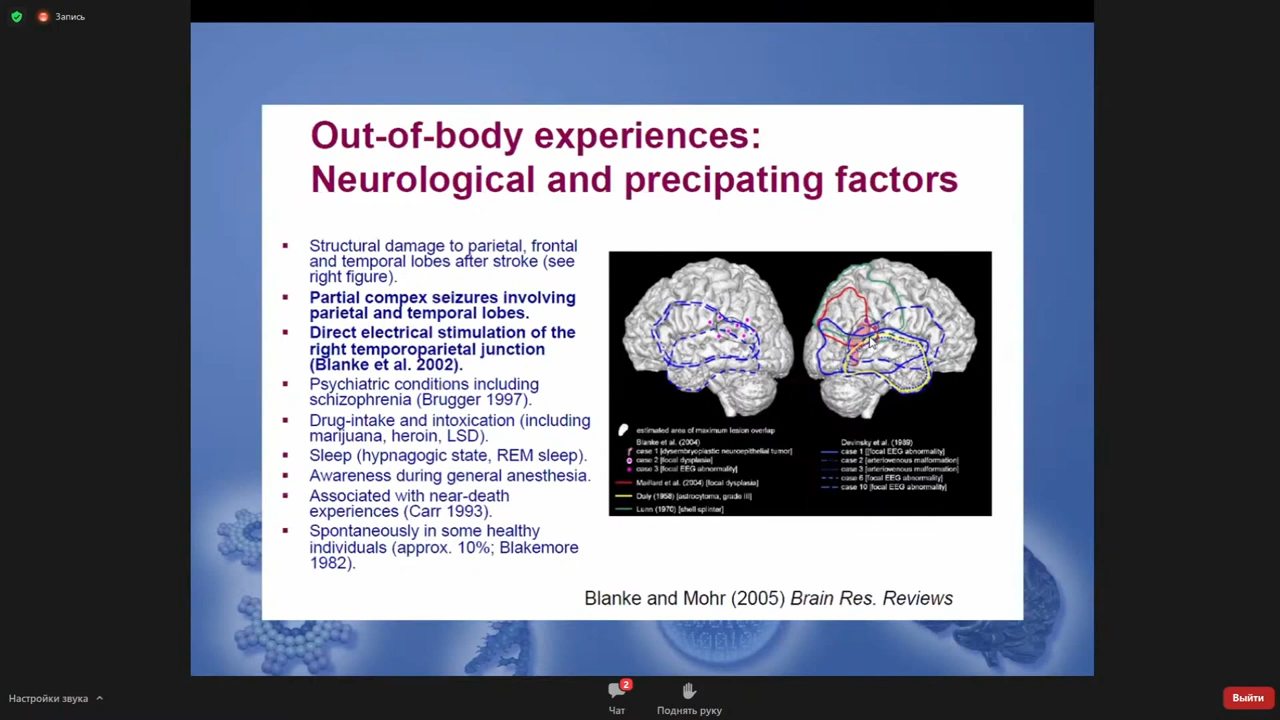 Запись
Out-of-body experiences:
Neurological and precipating factors
Structural damage to parietal, frontal
and temporal lobes after stroke (see
right figure).
Partial compex seizures involving
parietal and temporal lobes.
Direct electrical stimulation of the
right temporoparietal junction
(Blanke et al. 2002).
Psychiatric conditions including
schizophrenia (Brugger 1997).
Drug-intake and intoxication (including
marijuana, heroin, LSD).
Sleep (hypnagogic state, REM sleep).
Awareness during general anesthesia.
Associated with near-death
experiences (Carr 1993).
Spontaneously in some healthy
individuals (approx. 10%; Blakemore
1982).
estimated area of maximum lesion overlap
Blanke et al. (2004)
case 1 [dysembryoplastic neuroepithelial tumor]
case 2 [focal dysplasia]
case 3 [focal EEG abnormality]
Maillard et al. (2004) [focal dysplasia]
Daly (1958) [astrocytoma, grade III]
Lunn (1970) [shell splinter]
Devinsky et al. (1989)
case 1 [focal EEG abnormality]
case 2 [arteriovenous malformation]
case 3 [arteriovenous malformation]
case 6 [focal EEG abnormality]
case 10 [focal EEG abnormality]
Blanke and Mohr (2005) Brain Res. Reviews
Настройки звука
2
Чат
Поднять руку
Выйти